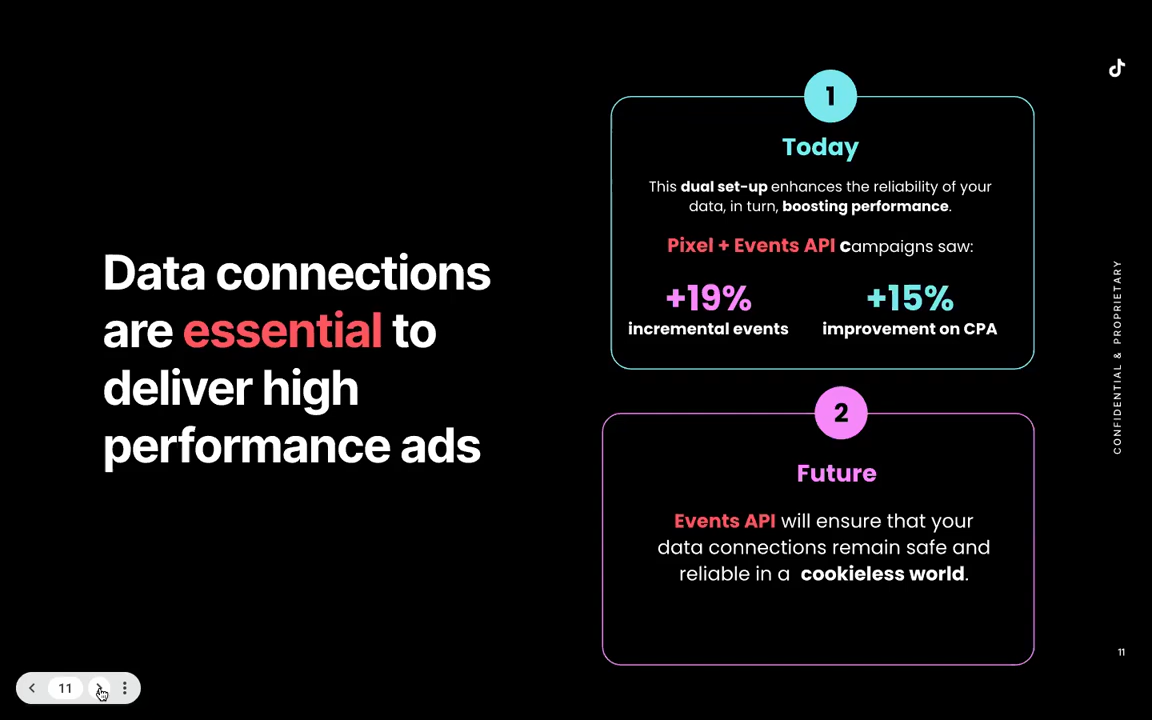 Data connections
are essential to
deliver high
performance ads
1
Today
This dual set-up enhances the reliability of your
data, in turn, boosting performance.
Pixel + Events API campaigns saw:
+19%
incremental events
+15%
improvement on CPA
2
Future
Events API will ensure that your
data connections remain safe and
reliable in a cookieless world.
CONFIDENTIAL & PROPRIETARY
11
11